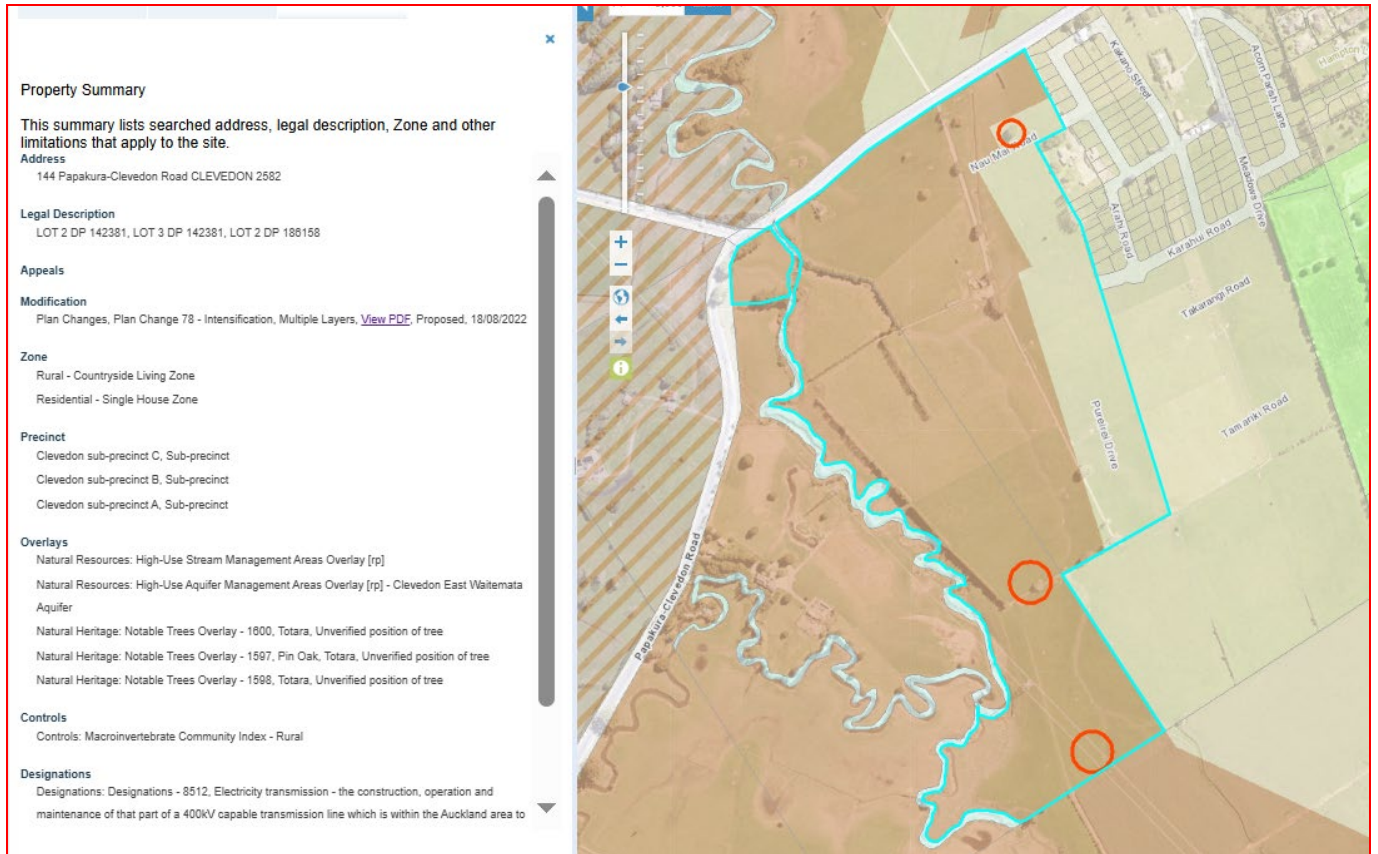 Property Summary
This summary lists searched address, legal description, Zone and other
limitations that apply to the site.
Address
144 Papakura-Clevedon Road CLEVEDON 2582
Legal Description
LOT 2 DP 142381, LOT 3 DP 142381, LOT 2 DP 186158
Appeals
Modification
Plan Changes, Plan Change 78 - Intensification, Multiple Layers, View PDF, Proposed, 18/08/2022
Zone
Rural - Countryside Living Zone
Residential - Single House Zone
Precinct
Clevedon sub-precinct C, Sub-precinct
Clevedon sub-precinct B, Sub-precinct
Clevedon sub-precinct A, Sub-precinct
Overlays
Natural Resources: High-Use Stream Management Areas Overlay [rp]
Natural Resources: High-Use Aquifer Management Areas Overlay [rp] - Clevedon East Waitemata
Aquifer
Natural Heritage: Notable Trees Overlay - 1600, Totara, Unverified position of tree
Natural Heritage: Notable Trees Overlay - 1597, Pin Oak, Totara, Unverified position of tree
Natural Heritage: Notable Trees Overlay - 1598, Totara, Unverified position of tree
Controls
Controls: Macroinvertebrate Community Index - Rural
Designations
Designations: Designations - 8512, Electricity transmission - the construction, operation and
maintenance of that part of a 400kV capable transmission line which is within the Auckland area to
Kakano Street
Acorn Parish Lane
Hampton
Naui Mai Road
Meadows Drive
Arahi Road
Karahui Road
Takarangi Road
Pureirei Drive
Tamariki Road
Papakura-Clevedon Road